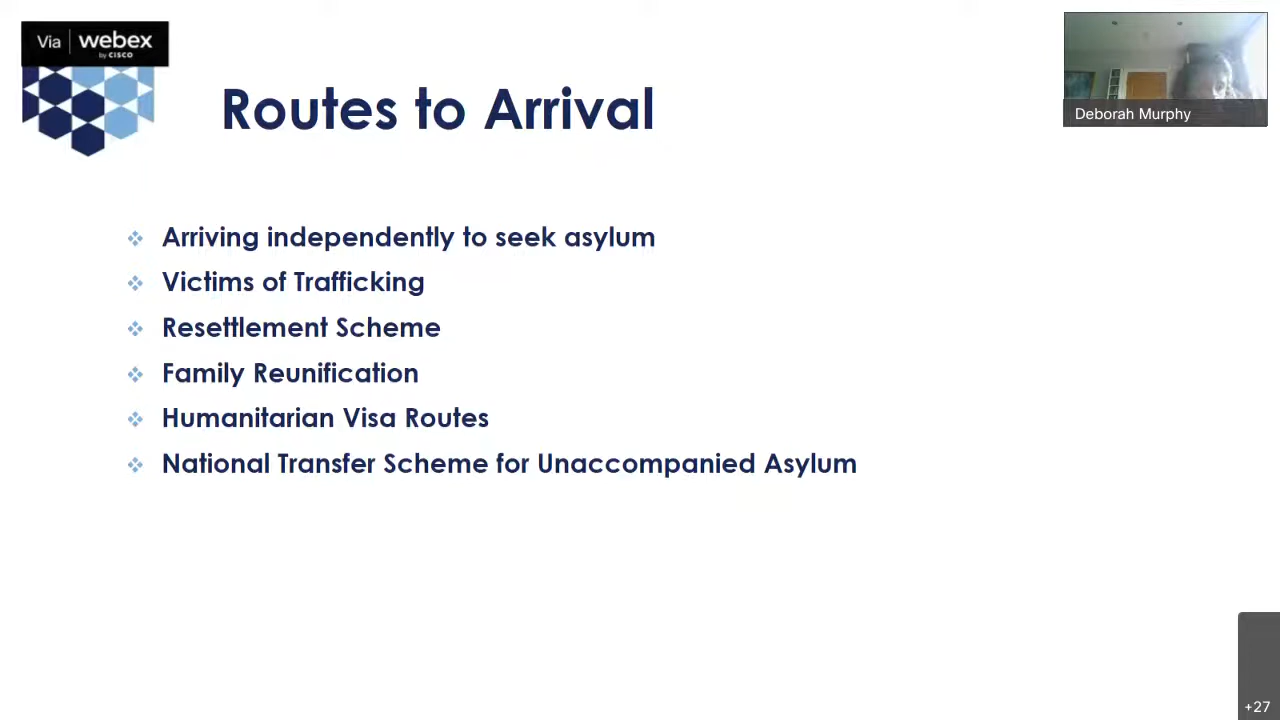 Via webex
by CISCO
Routes to Arrival
Deborah Murphy
Arriving independently to seek asylum
Victims of Trafficking
Resettlement Scheme
Family Reunification
Humanitarian Visa Routes
National Transfer Scheme for Unaccompanied Asylum
+27